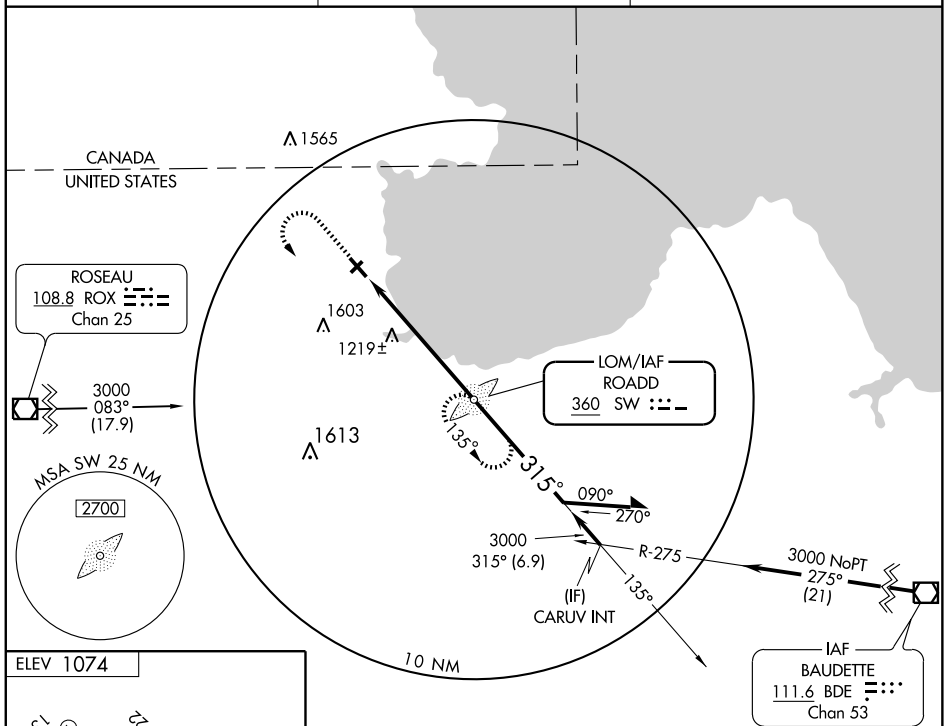 1565
CANADA
UNITED STATES
ROSEAU
108.8 ROX
Chan 25
1603
1219±
LOM/IAF
ROADD
360 SW
3000
083°
(17.9)
1613
135°
315°
MSA SW 25 NM
2700
090°
270°
3000
315° (6.9)
R-275
3000 NoPT
275°
(21)
(IF)
CARUV INT
135°
10 NM
IAF
BAUDETTE
111.6 BDE
Chan 53
ELEV 1074
13
22